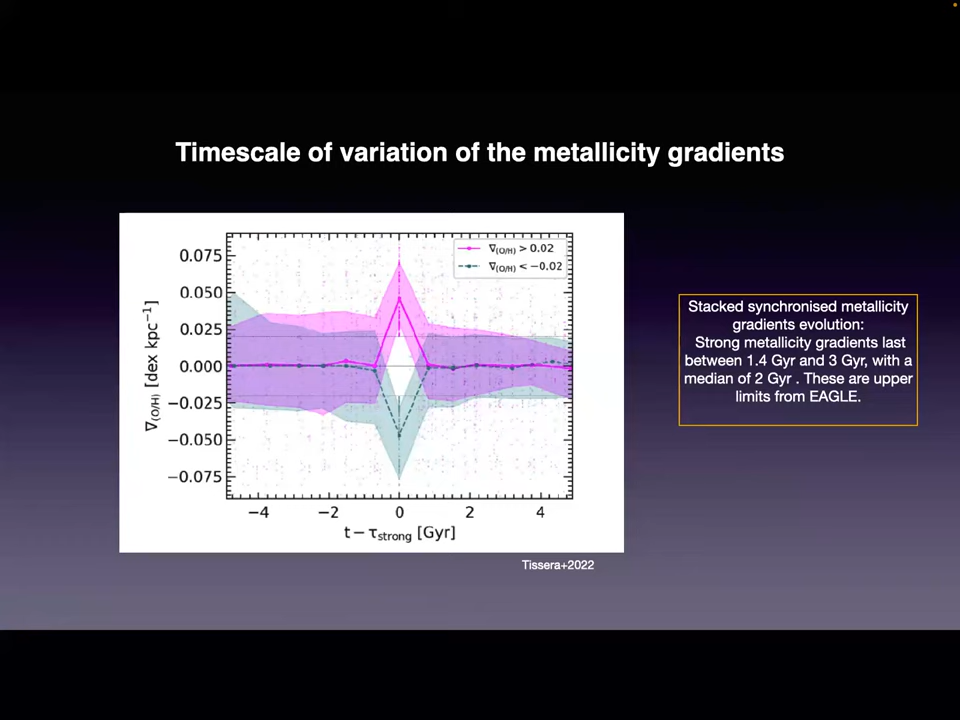 Timescale of variation of the metallicity gradients
∇(O/H) > 0.02
∇(O/H) < −0.02
0.075
0.050
0.025
0.000
−0.025
−0.050
−0.075
∇(O/H) [dex kpc−1]
−4
−2
0
2
4
t − τstrong [Gyr]
Tissera+2022
Stacked synchronised metallicity
gradients evolution:
Strong metallicity gradients last
between 1.4 Gyr and 3 Gyr, with a
median of 2 Gyr . These are upper
limits from EAGLE.